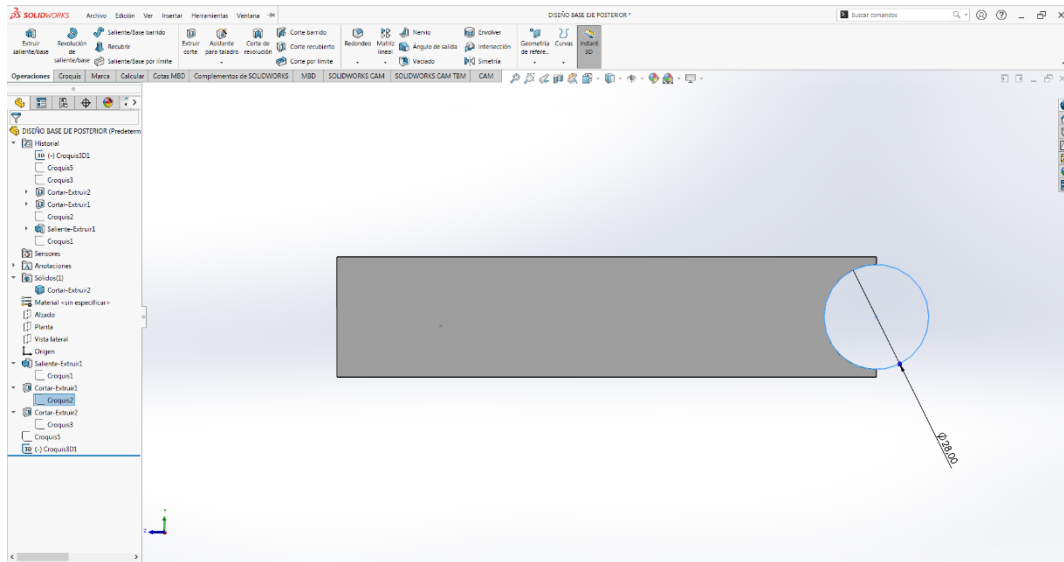 SOLIDWORKS Archivo Edición Ver Insertar Herramientas Ventana DISEÑO BASE EJE POSTERIOR * Buscar comandos
Extruir saliente/base
Revolución de saliente/base
Saliente/Base barrido
Recubrir
Saliente/Base por límite
Extruir corte
Asistente para taladro
Corte de revolución
Corte barrido
Corte recubierto
Corte por límite
Redondeo
Matriz lineal
Nervio
Ángulo de salida
Vaciado
Envolver
Intersección
Simetría
Geometría de refere...
Curvas
Instant 3D
Operaciones Croquis Marca Calcular Cotas MBD Complementos de SOLIDWORKS MBD SOLIDWORKS CAM SOLIDWORKS CAM TBM CAM
DISEÑO BASE EJE POSTERIOR (Predeterm
Historial
(-) Croquis3D1
Croquis5
Croquis3
Cortar-Extruir2
Cortar-Extruir1
Croquis2
Saliente-Extruir1
Croquis1
Sensores
Anotaciones
Sólidos(1)
Cortar-Extruir2
Material <sin especificar>
Alzado
Planta
Vista lateral
Origen
Saliente-Extruir1
Croquis1
Cortar-Extruir1
Croquis2
Cortar-Extruir2
Croquis3
Croquis5
(-) Croquis3D1
Ø28,00